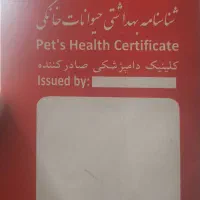 شناسنامه بهداشتی حیوانات خانگی
Pet's Health Certificate
کلینیک دامپزشکی صادر کننده
Issued by: